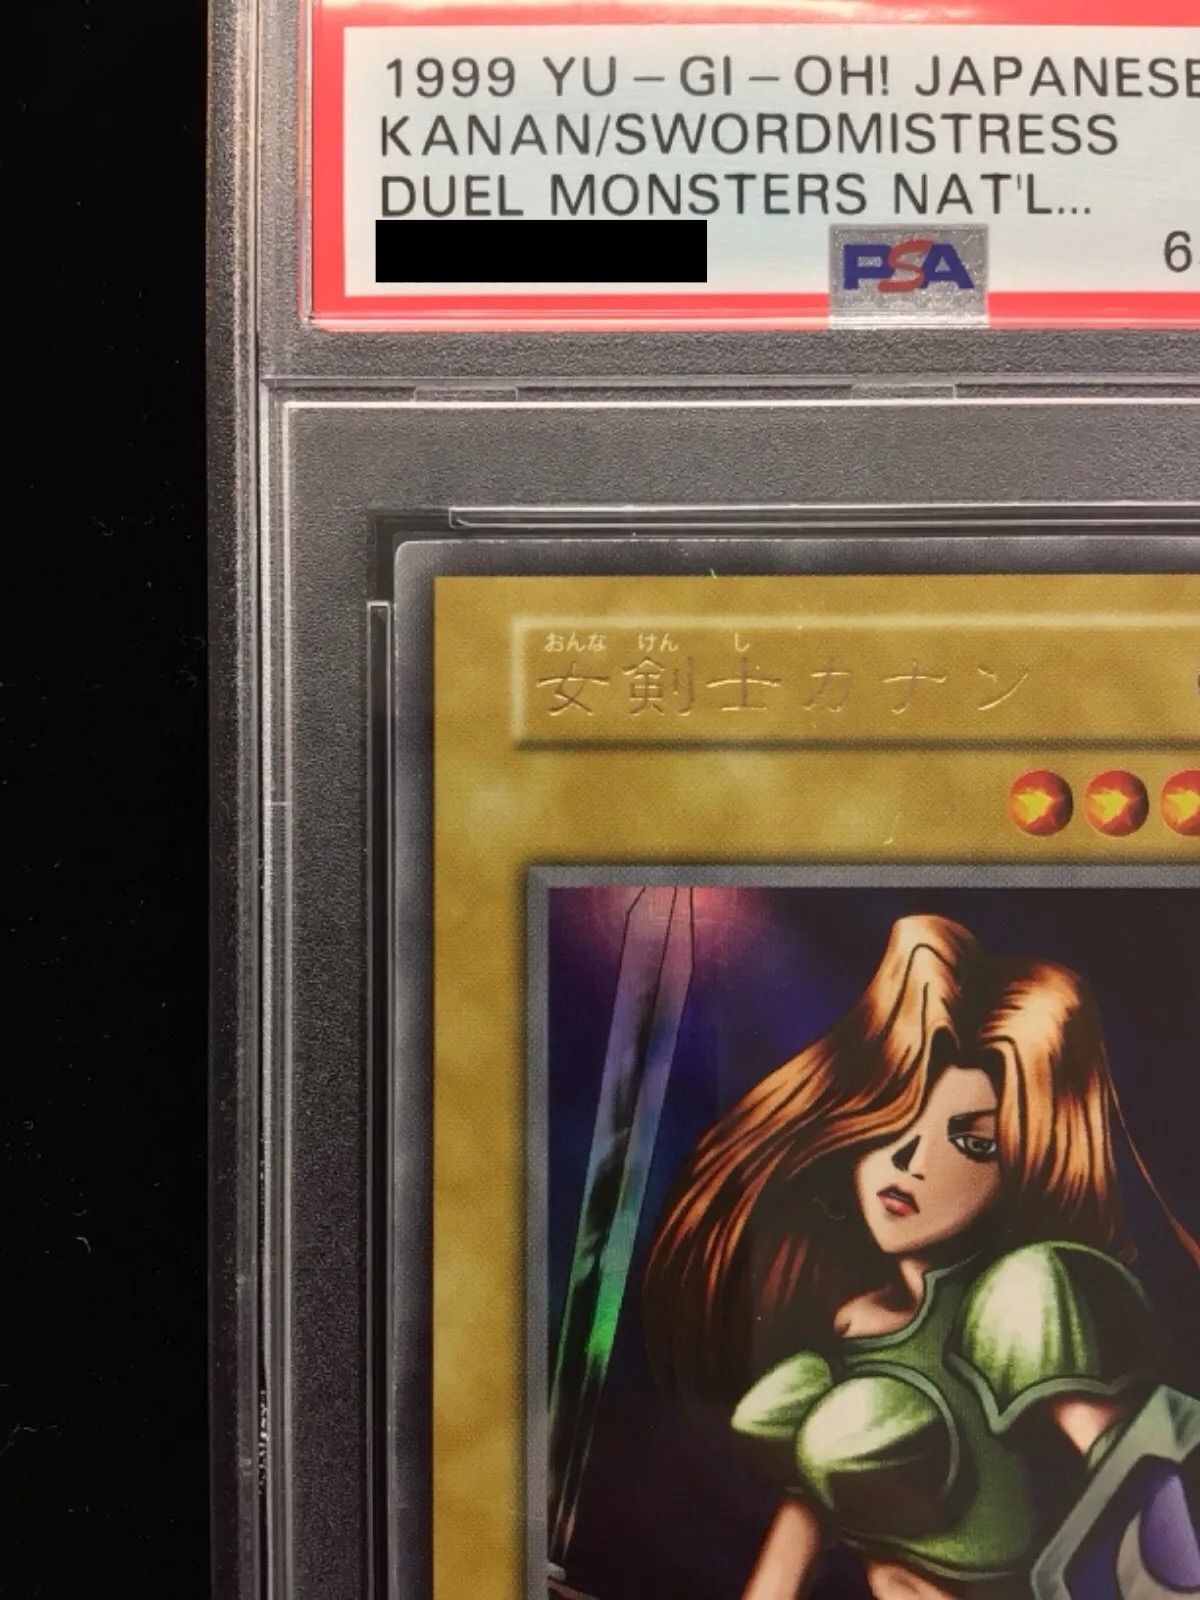 1999 YU-GI-OH! JAPANESE
KANAN/SWORDMISTRESS
DUEL MONSTERS NAT'L...
PSA
6
おんな けん し
女剣士カナン